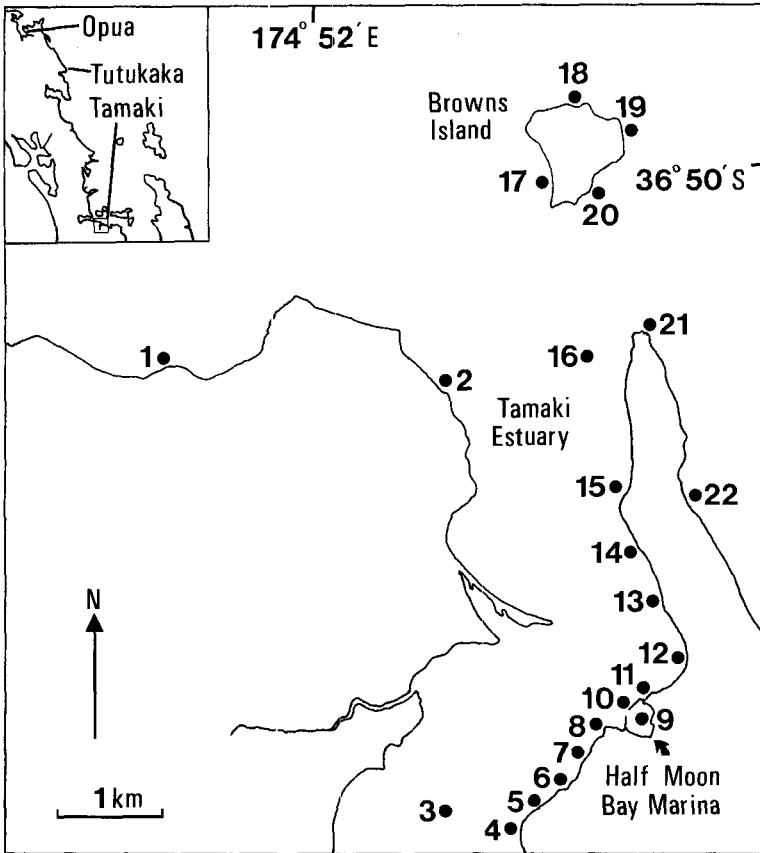 Opua
Tutukaka
Tamaki
174° 52′ E
Browns
Island
18
19
17
20
36° 50′ S
1
2
16
21
Tamaki
Estuary
15
22
14
13
N
12
11
10
9
8
7
6
5
4
3
Half Moon
Bay Marina
1 km